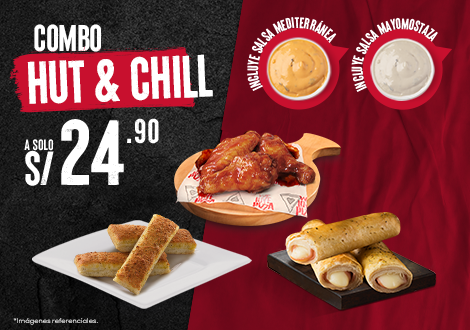 COMBO
HUT & CHILL
A SOLO
S/ 24.90
INCLUYE SALSA MEDITERRÁNEA
INCLUYE SALSA MAYOMOSTAZA
*Imágenes referenciales.